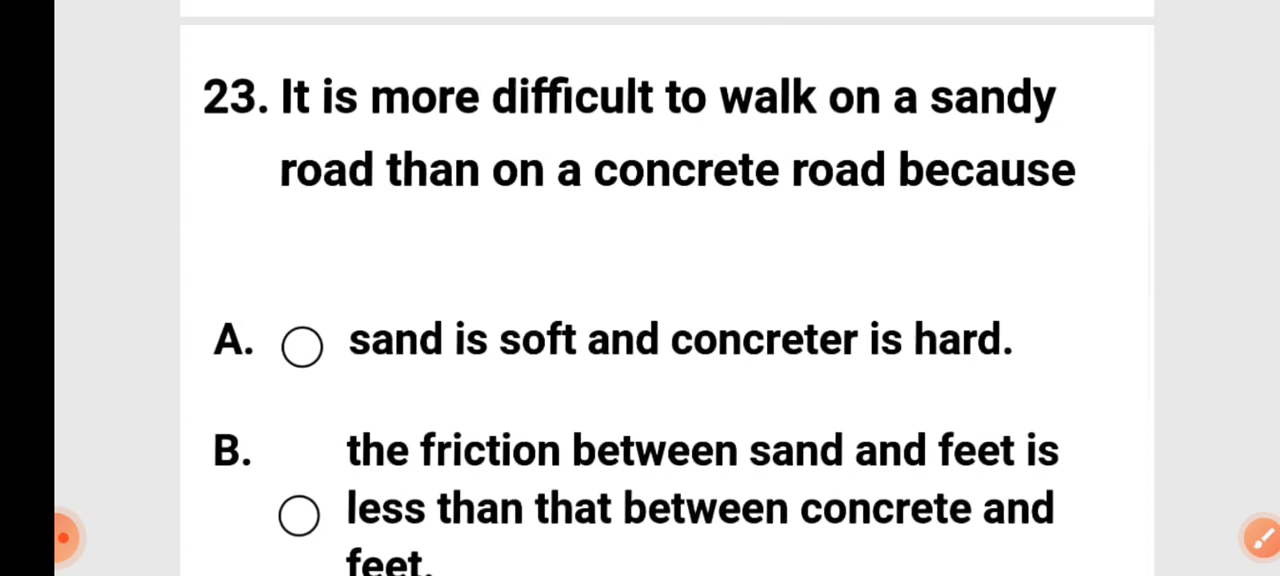 23. It is more difficult to walk on a sandy
road than on a concrete road because
A. sand is soft and concreter is hard.
B. the friction between sand and feet is
less than that between concrete and
feet.